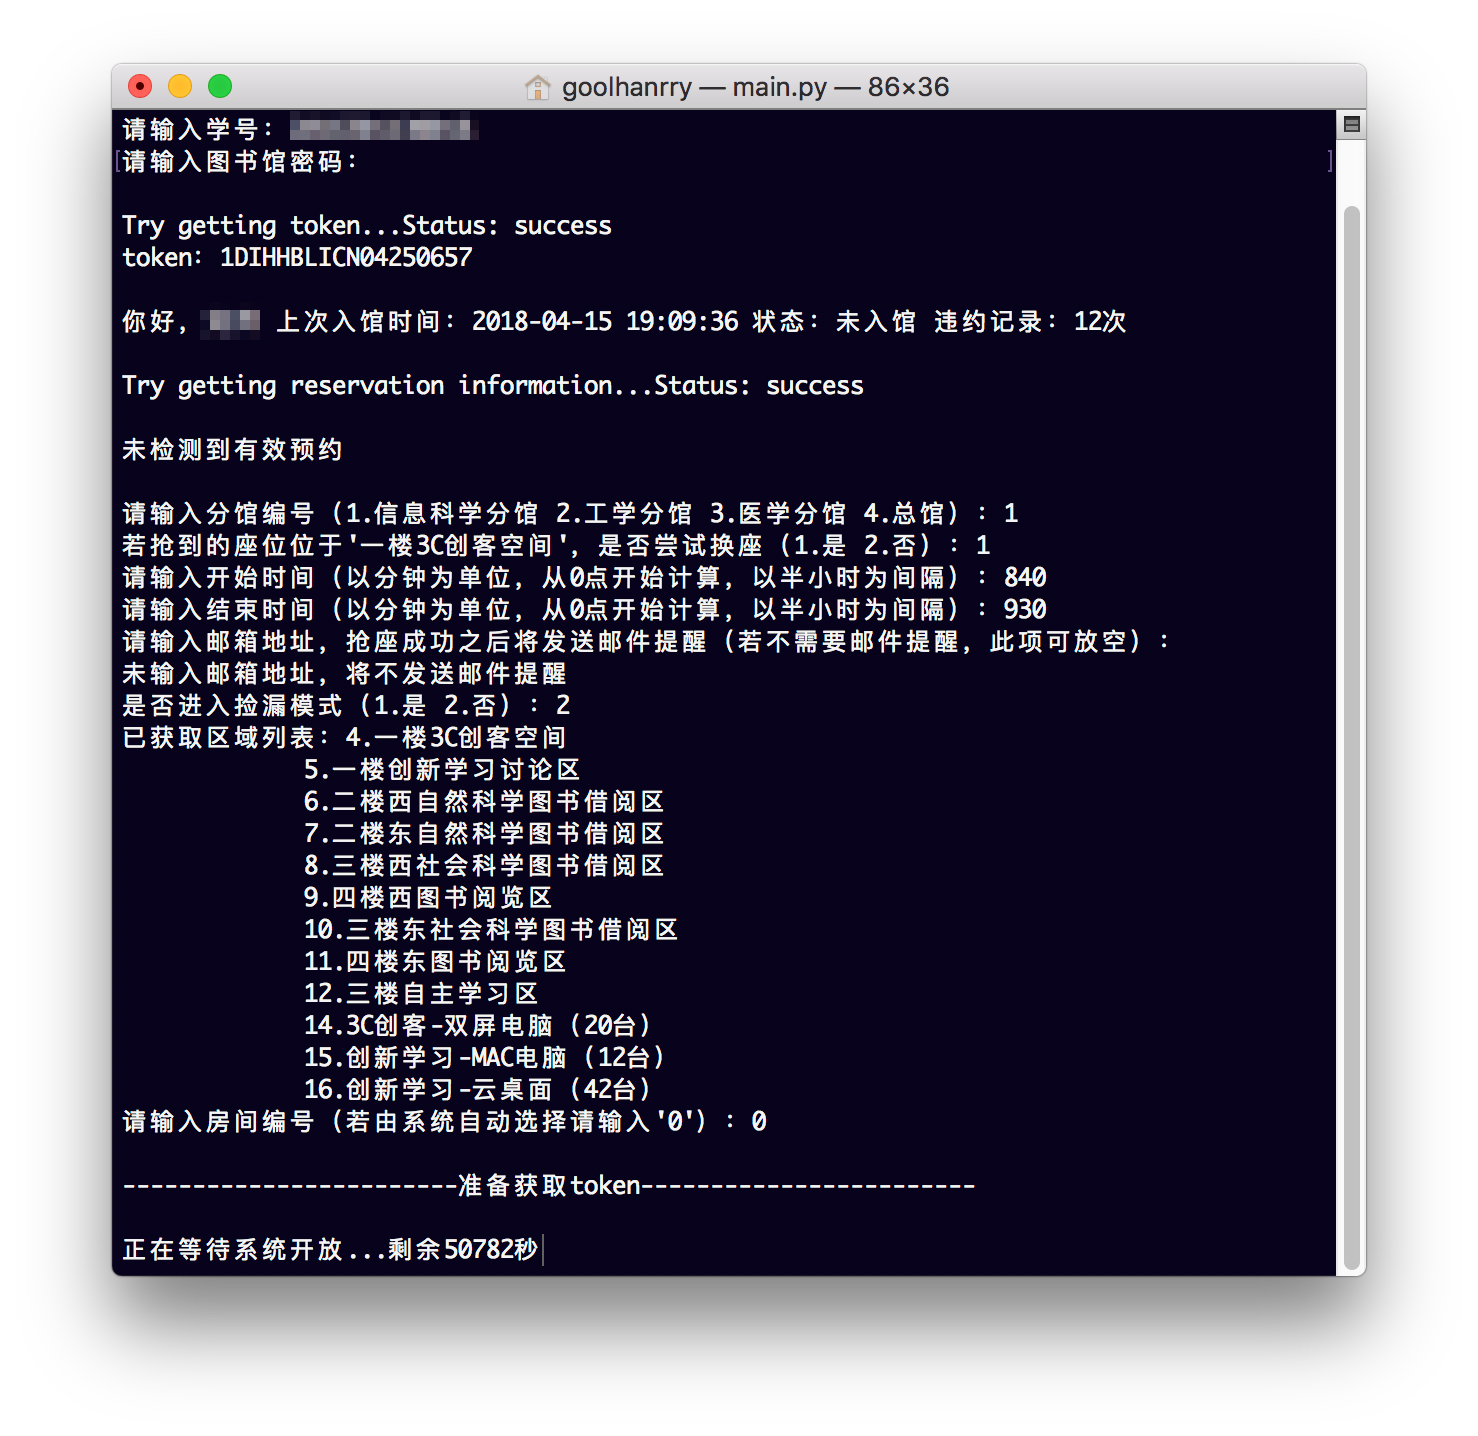 goolhanrry — main.py — 86×36
请输入学号：
请输入图书馆密码：
Try getting token...Status: success
token: 1DIHHBLICN04250657
你好， 上次入馆时间：2018-04-15 19:09:36 状态：未入馆 违约记录：12次
Try getting reservation information...Status: success
未检测到有效预约
请输入分馆编号（1.信息科学分馆 2.工学分馆 3.医学分馆 4.总馆）：1
若抢到的座位位于'一楼3C创客空间'，是否尝试换座（1.是 2.否）：1
请输入开始时间（以分钟为单位，从0点开始计算，以半小时为间隔）：840
请输入结束时间（以分钟为单位，从0点开始计算，以半小时为间隔）：930
请输入邮箱地址，抢座成功之后将发送邮件提醒（若不需要邮件提醒，此项可放空）：
未输入邮箱地址，将不发送邮件提醒
是否进入捡漏模式（1.是 2.否）：2
已获取区域列表：4.一楼3C创客空间
5.一楼创新学习讨论区
6.二楼西自然科学图书借阅区
7.二楼东自然科学图书借阅区
8.三楼西社会科学图书借阅区
9.四楼西图书阅览区
10.三楼东社会科学图书借阅区
11.四楼东图书阅览区
12.三楼自主学习区
14.3C创客-双屏电脑（20台）
15.创新学习-MAC电脑（12台）
16.创新学习-云桌面（42台）
请输入房间编号（若由系统自动选择请输入'0'）：0
------------------------准备获取token------------------------
正在等待系统开放...剩余50782秒